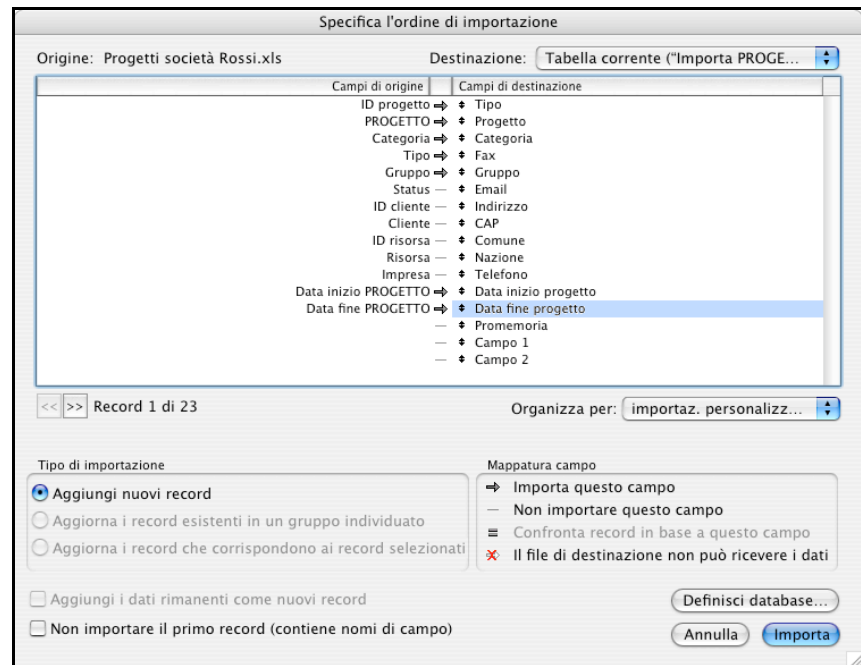 Specifica l'ordine di importazione
Origine: Progetti società Rossi.xls Destinazione: Tabella corrente (“Importa PROGE...
Campi di origine Campi di destinazione
ID progetto ⇒ Tipo
PROGETTO ⇒ Progetto
Categoria ⇒ Categoria
Tipo ⇒ Fax
Gruppo ⇒ Gruppo
Status — Email
ID cliente — Indirizzo
Cliente — CAP
ID risorsa — Comune
Risorsa — Nazione
Impresa — Telefono
Data inizio PROGETTO ⇒ Data inizio progetto
Data fine PROGETTO ⇒ Data fine progetto
— Promemoria
— Campo 1
— Campo 2
<< >> Record 1 di 23 Organizza per: importaz. personalizz...
Tipo di importazione Mappatura campo
Aggiungi nuovi record ⇒ Importa questo campo
Aggiorna i record esistenti in un gruppo individuato — Non importare questo campo
Aggiorna i record che corrispondono ai record selezionati = Confronta record in base a questo campo
Il file di destinazione non può ricevere i dati
Aggiungi i dati rimanenti come nuovi record Definisci database...
Non importare il primo record (contiene nomi di campo) Annulla Importa